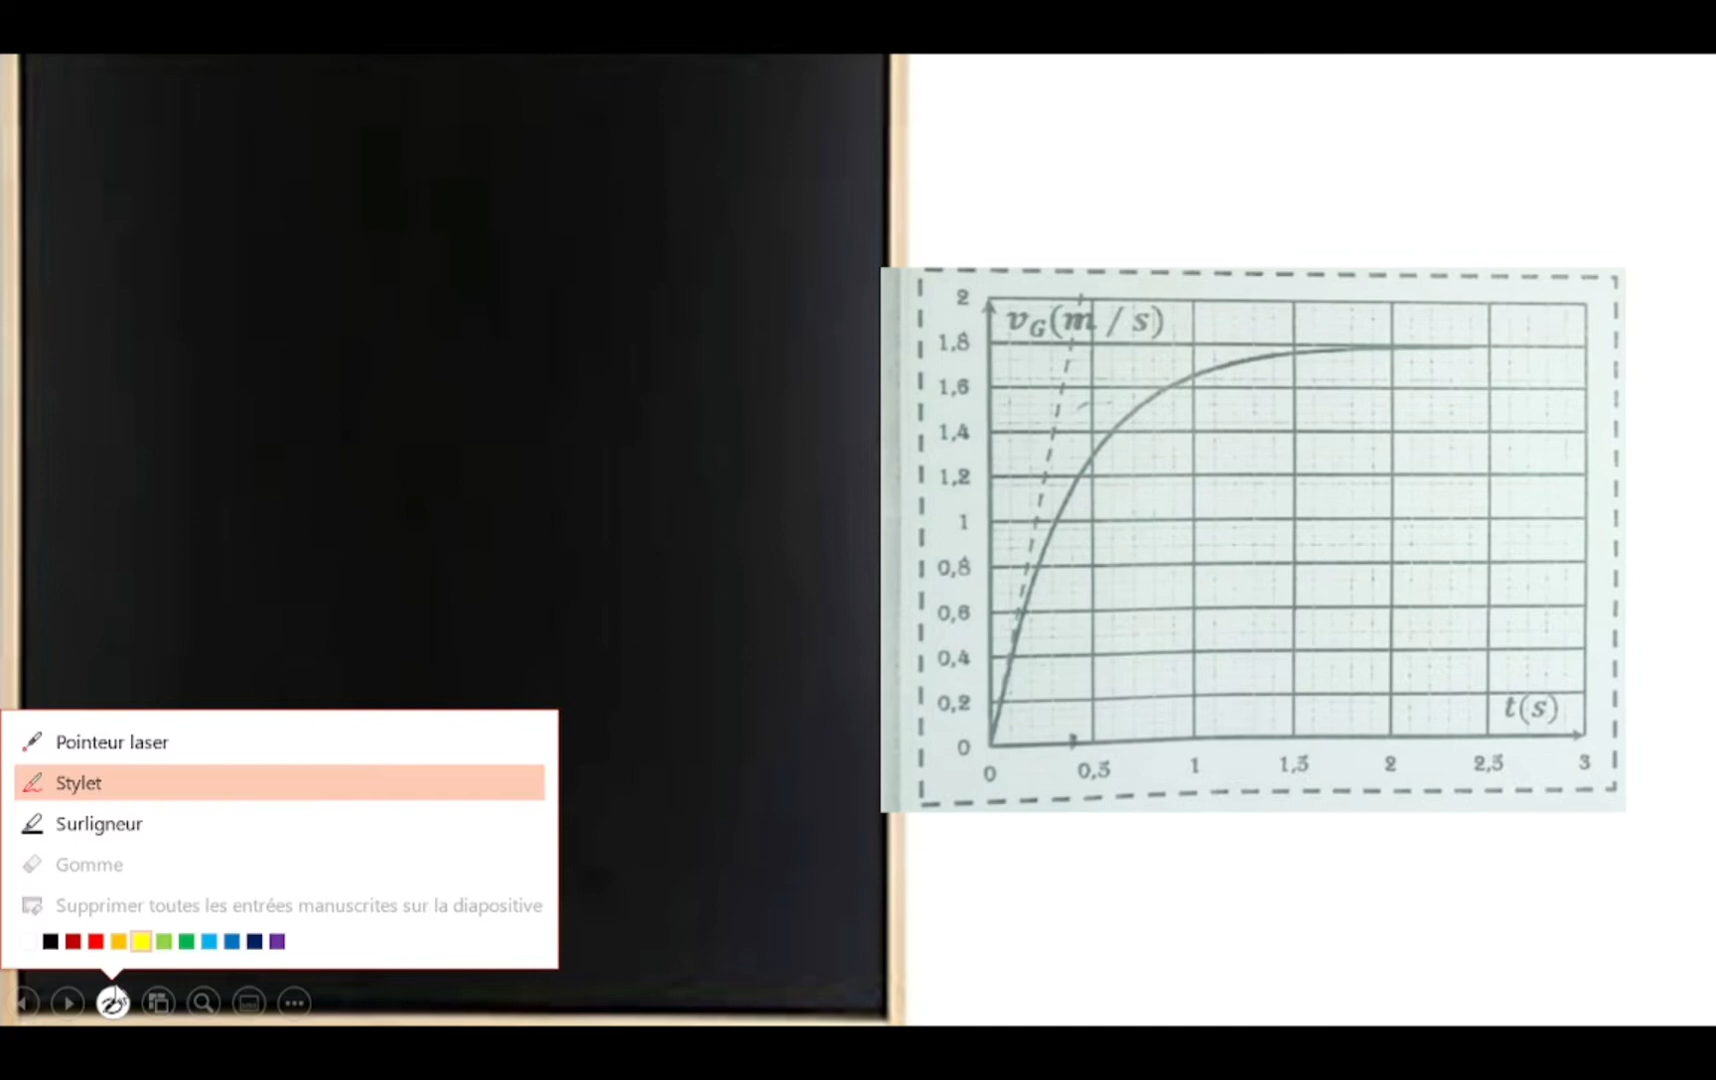 2
v_G(m / s)
1,8
1,6
1,4
1,2
1
0,8
0,6
0,4
0,2
t(s)
0
0 0,5 1 1,5 2 2,5 3
Pointeur laser
Stylet
Surligneur
Gomme
Supprimer toutes les entrées manuscrites sur la diapositive